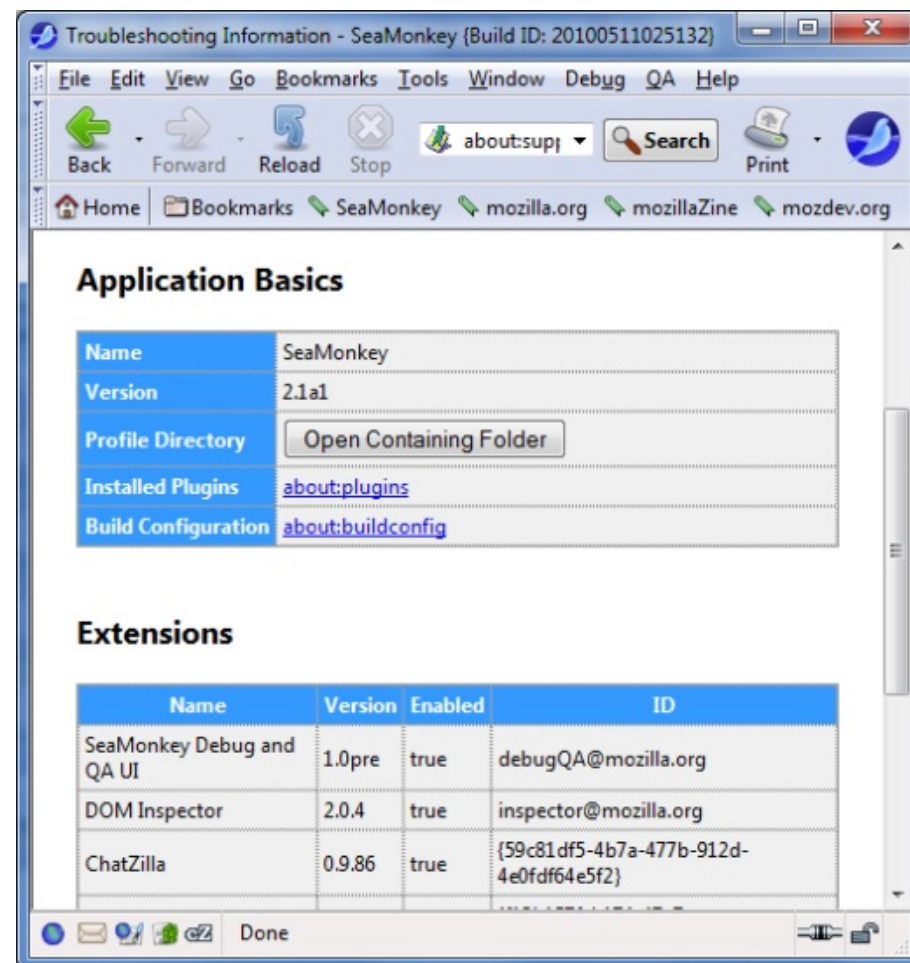 Troubleshooting Information - SeaMonkey {Build ID: 20100511025132}
File Edit View Go Bookmarks Tools Window Debug QA Help
Back Forward Reload Stop about:supp Search Print
Home Bookmarks SeaMonkey mozilla.org mozillaZine mozdev.org
Application Basics
Name SeaMonkey
Version 2.1a1
Profile Directory Open Containing Folder
Installed Plugins about:plugins
Build Configuration about:buildconfig
Extensions
Name Version Enabled ID
SeaMonkey Debug and
QA UI 1.0pre true debugQA@mozilla.org
DOM Inspector 2.0.4 true inspector@mozilla.org
ChatZilla 0.9.86 true {59c81df5-4b7a-477b-912d-
4e0fdf64e5f2}
cZ Done